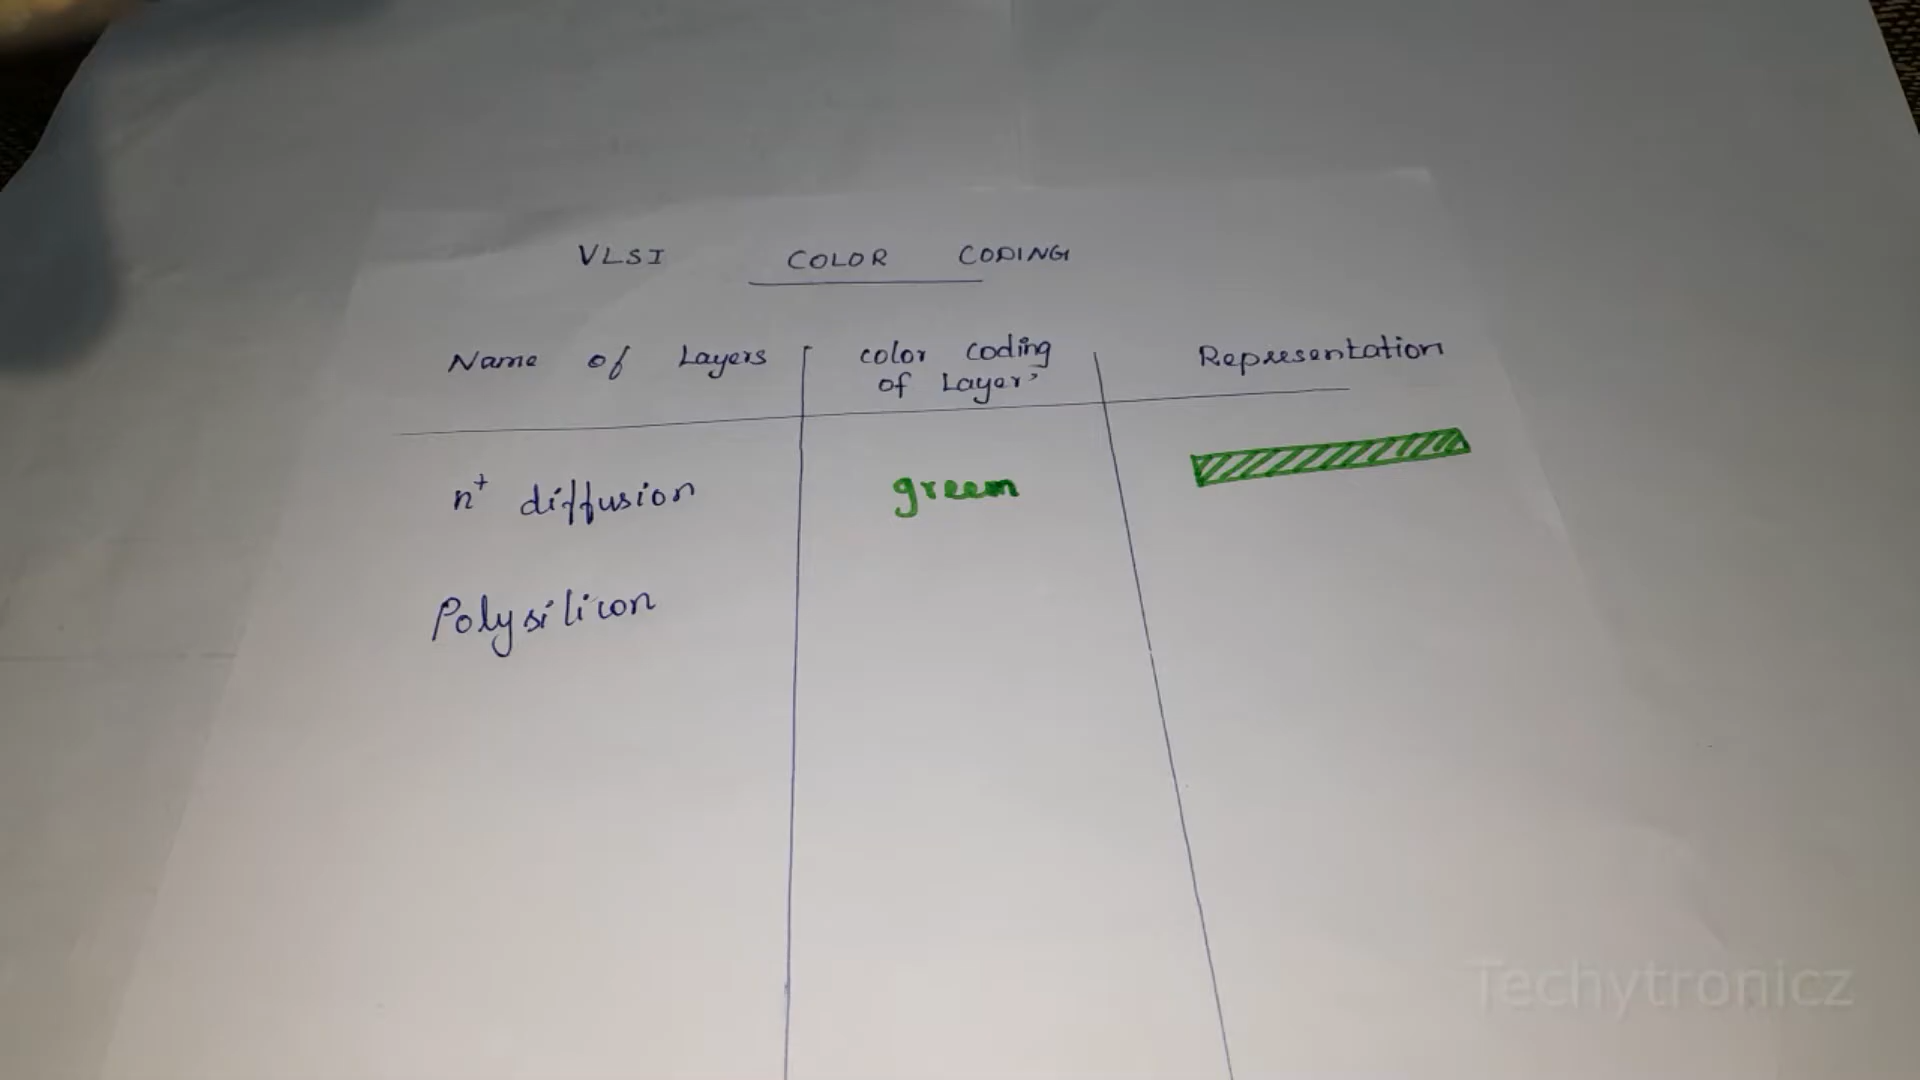 VLSI COLOR CODING
Name of Layers
color coding
of Layer's
Representation
n+ diffusion
green
Polysilicon
Techytronicz